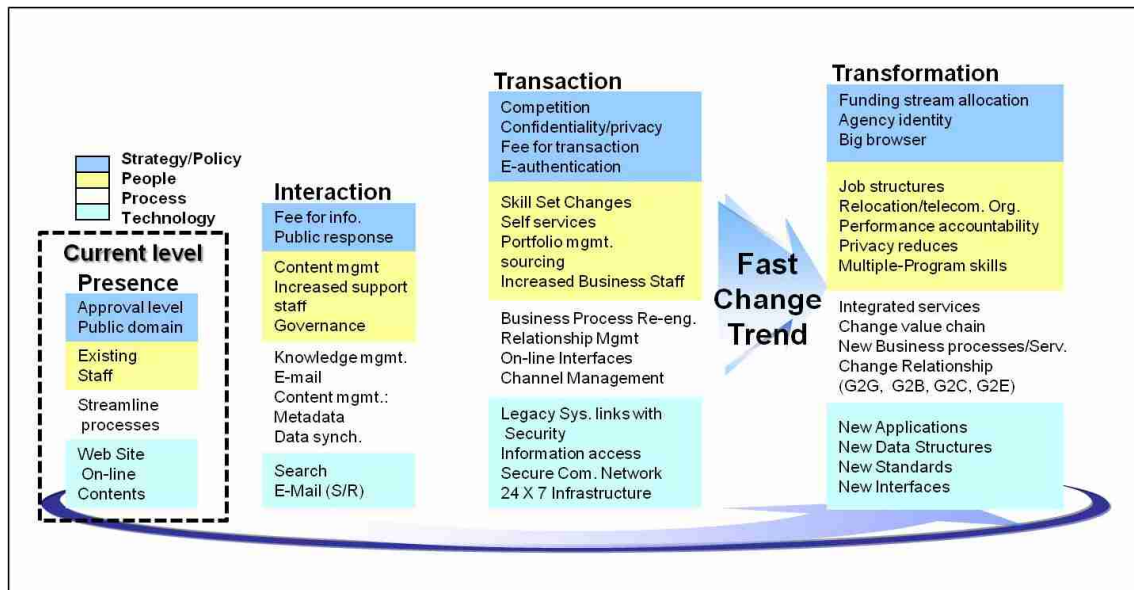 Strategy/Policy
People
Process
Technology
Current level
Presence
Approval level
Public domain
Existing
Staff
Streamline
processes
Web Site
On-line
Contents
Interaction
Fee for info.
Public response
Content mgmt
Increased support
staff
Governance
Knowledge mgmt.
E-mail
Content mgmt.:
Metadata
Data synch.
Search
E-Mail (S/R)
Transaction
Competition
Confidentiality/privacy
Fee for transaction
E-authentication
Skill Set Changes
Self services
Portfolio mgmt.
sourcing
Increased Business Staff
Business Process Re-eng.
Relationship Mgmt
On-line Interfaces
Channel Management
Legacy Sys. links with
Security
Information access
Secure Com. Network
24 X 7 Infrastructure
Fast
Change
Trend
Transformation
Funding stream allocation
Agency identity
Big browser
Job structures
Relocation/telecom. Org.
Performance accountability
Privacy reduces
Multiple-Program skills
Integrated services
Change value chain
New Business processes/Serv.
Change Relationship
(G2G, G2B, G2C, G2E)
New Applications
New Data Structures
New Standards
New Interfaces